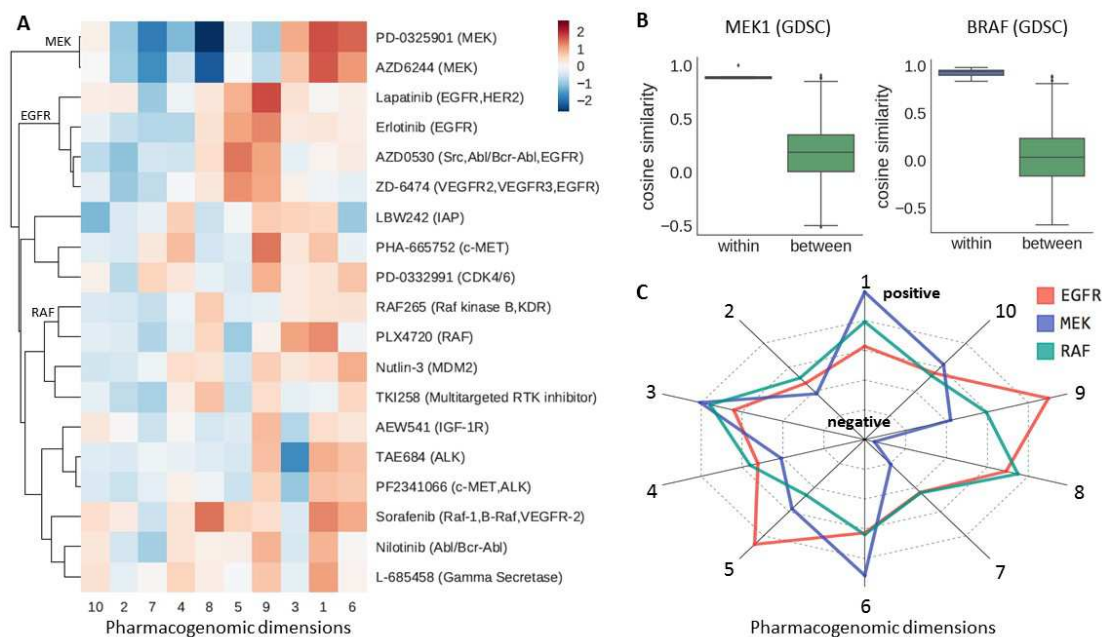 A
MEK
EGFR
RAF
2
1
0
−1
−2
PD-0325901 (MEK)
AZD6244 (MEK)
Lapatinib (EGFR,HER2)
Erlotinib (EGFR)
AZD0530 (Src,Abl/Bcr-Abl,EGFR)
ZD-6474 (VEGFR2,VEGFR3,EGFR)
LBW242 (IAP)
PHA-665752 (c-MET)
PD-0332991 (CDK4/6)
RAF265 (Raf kinase B,KDR)
PLX4720 (RAF)
Nutlin-3 (MDM2)
TKI258 (Multitargeted RTK inhibitor)
AEW541 (IGF-1R)
TAE684 (ALK)
PF2341066 (c-MET,ALK)
Sorafenib (Raf-1,B-Raf,VEGFR-2)
Nilotinib (Abl/Bcr-Abl)
L-685458 (Gamma Secretase)
10 2 7 4 8 5 9 3 1 6
Pharmacogenomic dimensions
B
MEK1 (GDSC)
cosine similarity
1.0
0.5
0.0
−0.5
within between
BRAF (GDSC)
cosine similarity
1.0
0.5
0.0
−0.5
within between
C
1
positive
EGFR
MEK
RAF
2
10
3
9
negative
4
8
5
7
6
Pharmacogenomic dimensions